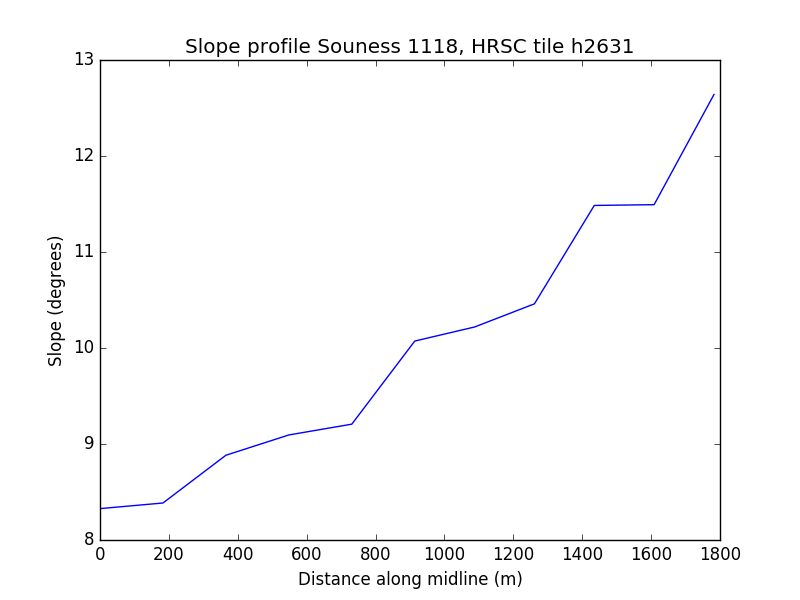 Slope profile Souness 1118, HRSC tile h2631
13
12
11
10
9
8
Slope (degrees)
0 200 400 600 800 1000 1200 1400 1600 1800
Distance along midline (m)